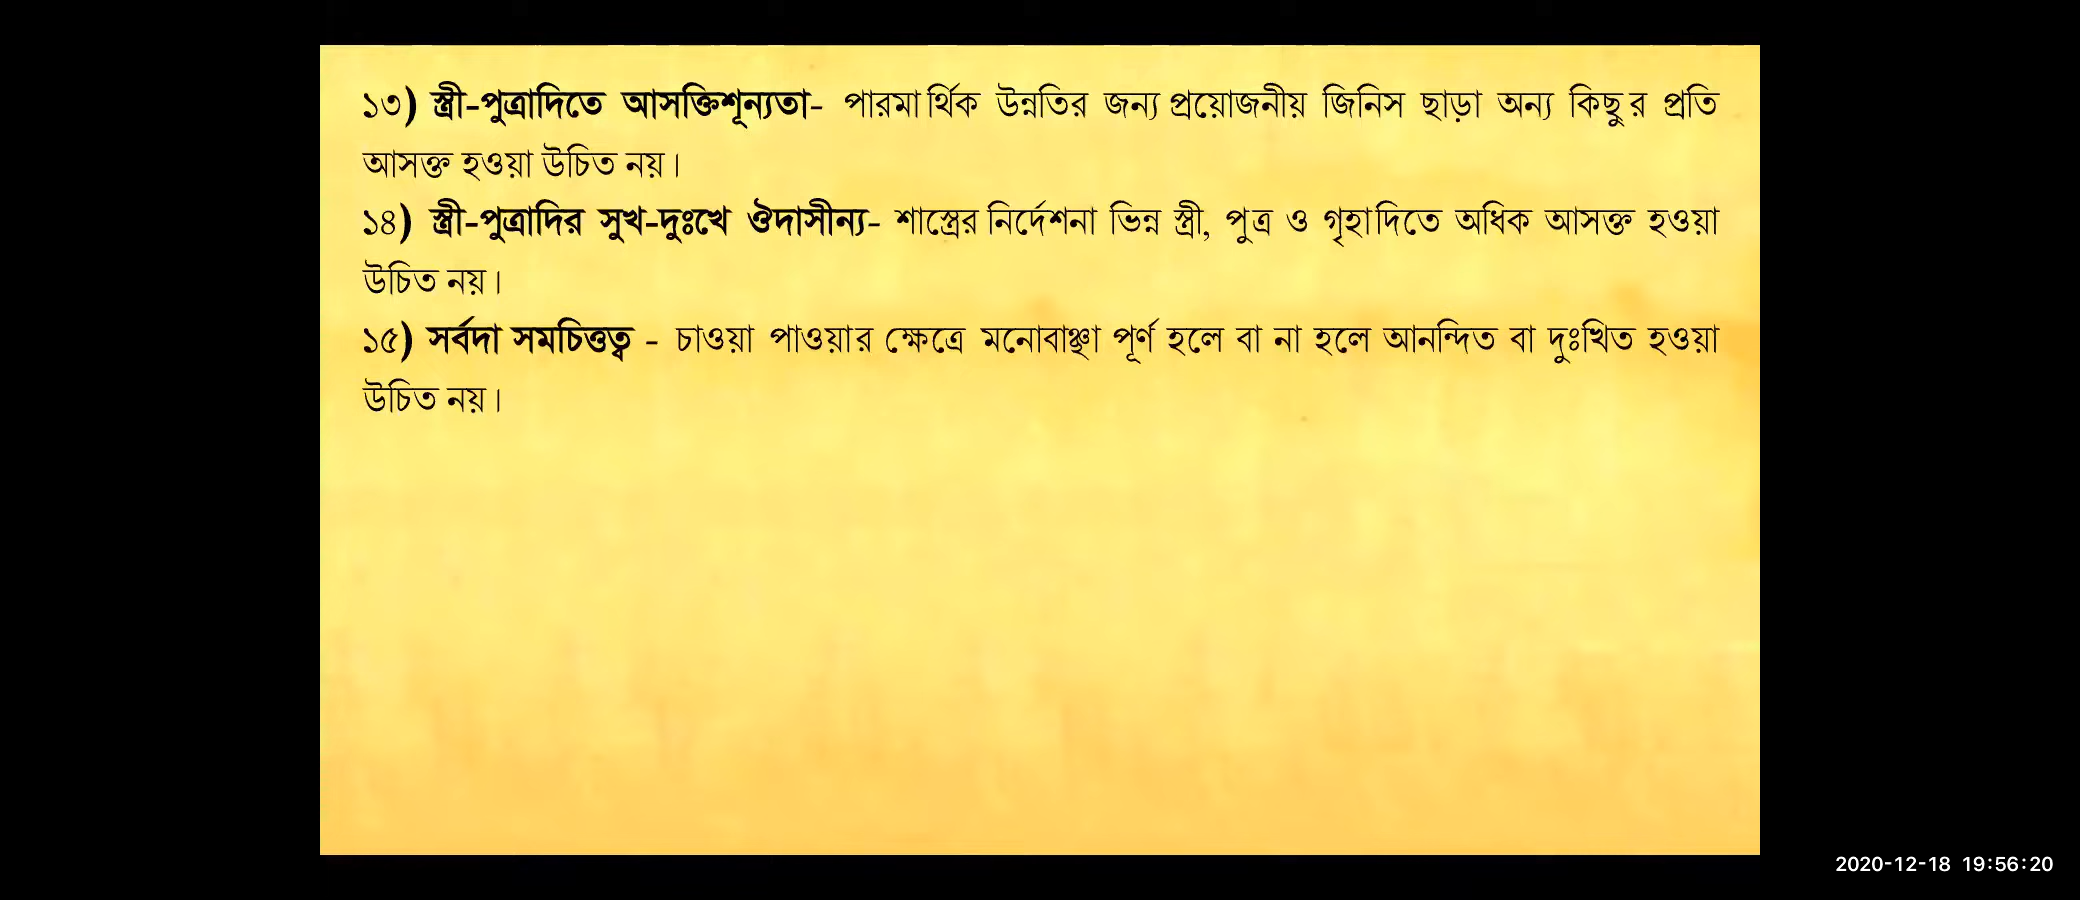 ১৩) স্ত্রী-পুত্রাদিতে আসক্তিশূন্যতা- পারমার্থিক উন্নতির জন্য প্রয়োজনীয় জিনিস ছাড়া অন্য কিছুর প্রতি
আসক্ত হওয়া উচিত নয়।
১৪) স্ত্রী-পুত্রাদির সুখ-দুঃখে ঔদাসীন্য- শাস্ত্রের নির্দেশনা ভিন্ন স্ত্রী, পুত্র ও গৃহাদিতে অধিক আসক্ত হওয়া
উচিত নয়।
১৫) সর্বদা সমচিত্তত্ব - চাওয়া পাওয়ার ক্ষেত্রে মনোবাঞ্ছা পূর্ণ হলে বা না হলে আনন্দিত বা দুঃখিত হওয়া
উচিত নয়।
2020-12-18 19:56:20